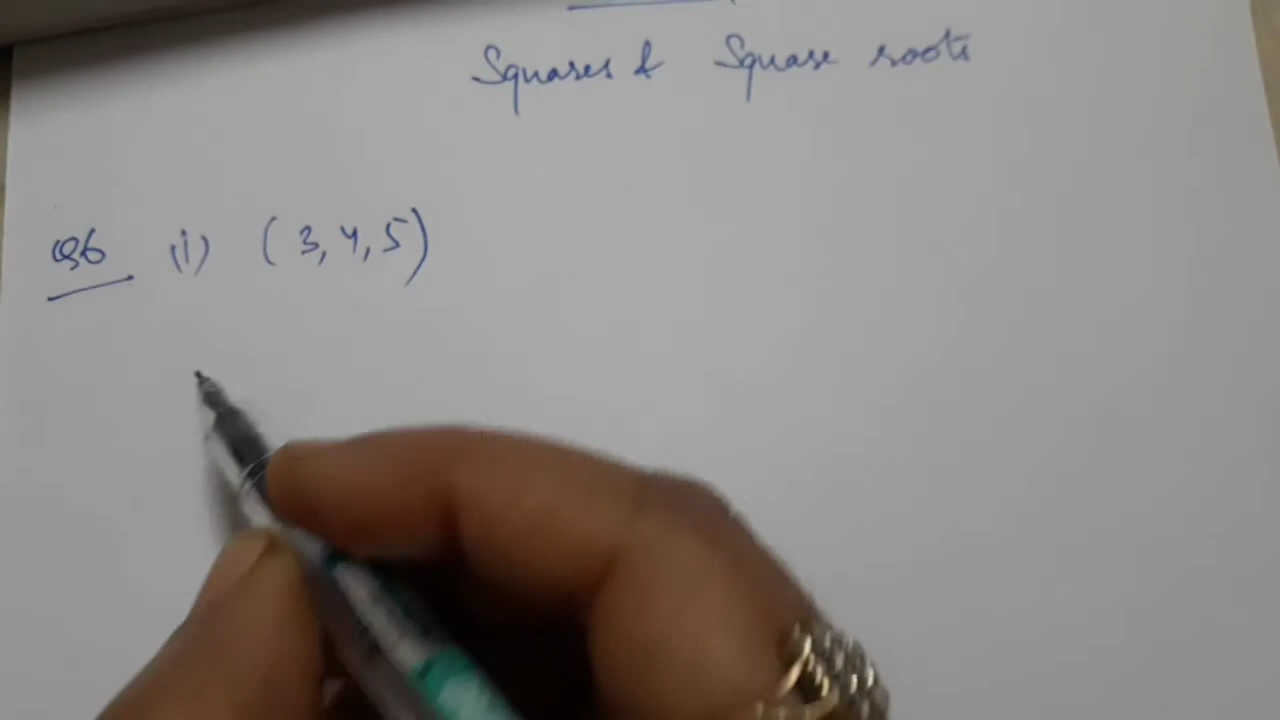 Squares & Square roots
Q6 (i) (3, 4, 5)